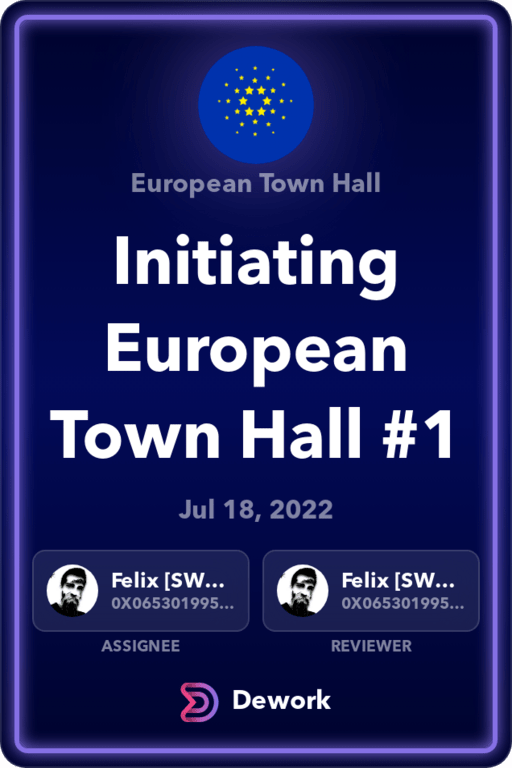 European Town Hall
Initiating
European
Town Hall #1
Jul 18, 2022
Felix [SW... Felix [SW...
0X065301995... 0X065301995...
ASSIGNEE REVIEWER
Dework